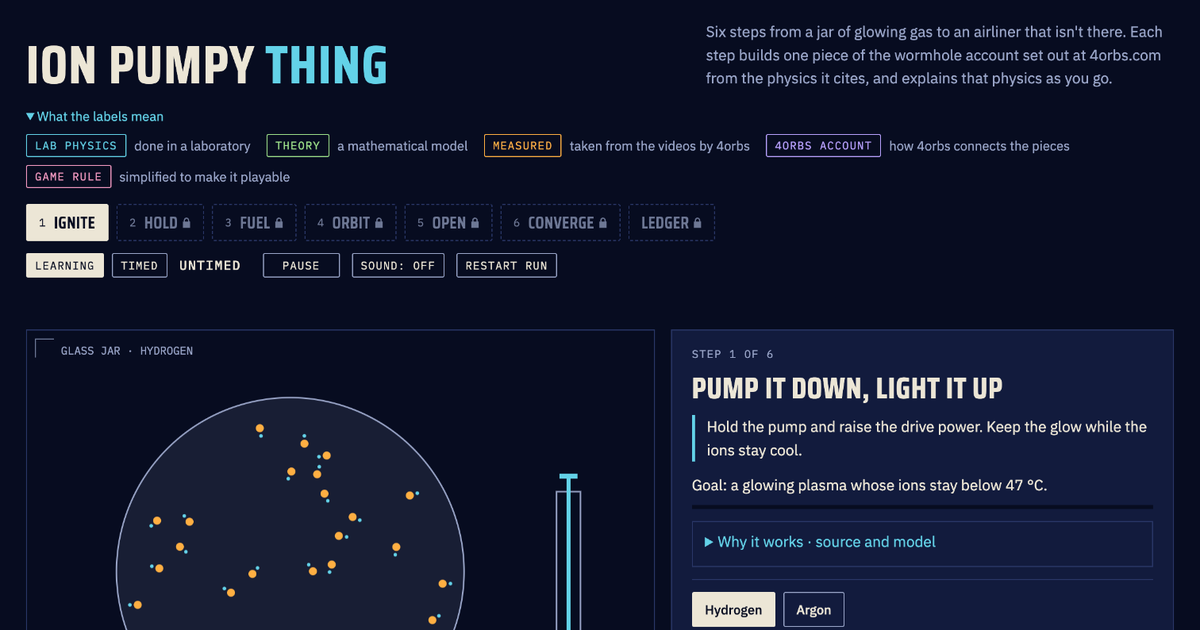 ION PUMPY THING
Six steps from a jar of glowing gas to an airliner that isn't there. Each
step builds one piece of the wormhole account set out at 4orbs.com
from the physics it cites, and explains that physics as you go.
▼ What the labels mean
LAB PHYSICS done in a laboratory THEORY a mathematical model MEASURED taken from the videos by 4orbs 4ORBS ACCOUNT how 4orbs connects the pieces
GAME RULE simplified to make it playable
1 IGNITE 2 HOLD 3 FUEL 4 ORBIT 5 OPEN 6 CONVERGE LEDGER
LEARNING TIMED UNTIMED PAUSE SOUND: OFF RESTART RUN
GLASS JAR · HYDROGEN
STEP 1 OF 6
PUMP IT DOWN, LIGHT IT UP
Hold the pump and raise the drive power. Keep the glow while the
ions stay cool.
Goal: a glowing plasma whose ions stay below 47 °C.
▶ Why it works · source and model
Hydrogen Argon